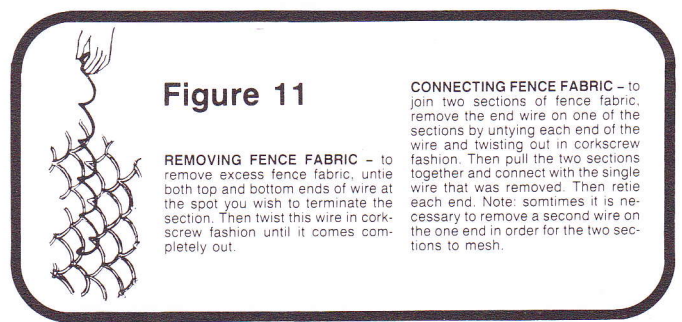 Figure 11
REMOVING FENCE FABRIC – to
remove excess fence fabric, untie
both top and bottom ends of wire at
the spot you wish to terminate the
section. Then twist this wire in cork-
screw fashion until it comes com-
pletely out.
CONNECTING FENCE FABRIC – to
join two sections of fence fabric,
remove the end wire on one of the
sections by untying each end of the
wire and twisting out in corkscrew
fashion. Then pull the two sections
together and connect with the single
wire that was removed. Then retie
each end. Note: somtimes it is ne-
cessary to remove a second wire on
the one end in order for the two sec-
tions to mesh.